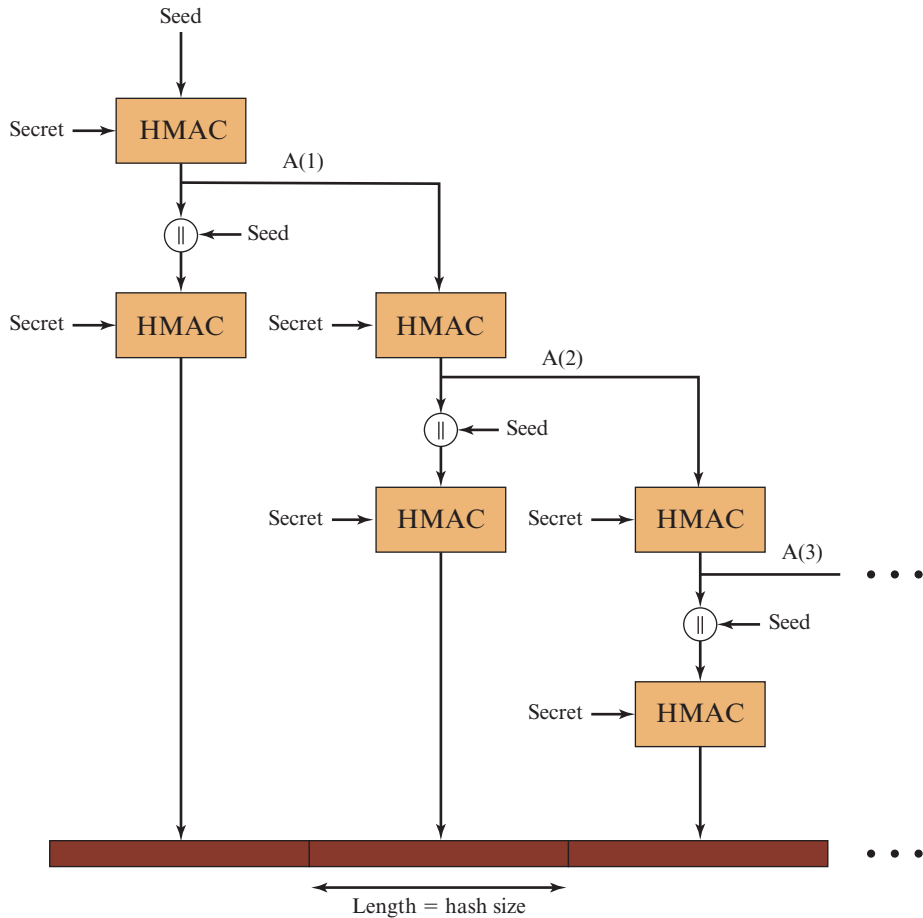 Seed
Secret
HMAC
A(1)
||
Seed
Secret
HMAC
Secret
HMAC
A(2)
||
Seed
Secret
HMAC
Secret
HMAC
A(3)
||
Seed
Secret
HMAC
Length = hash size